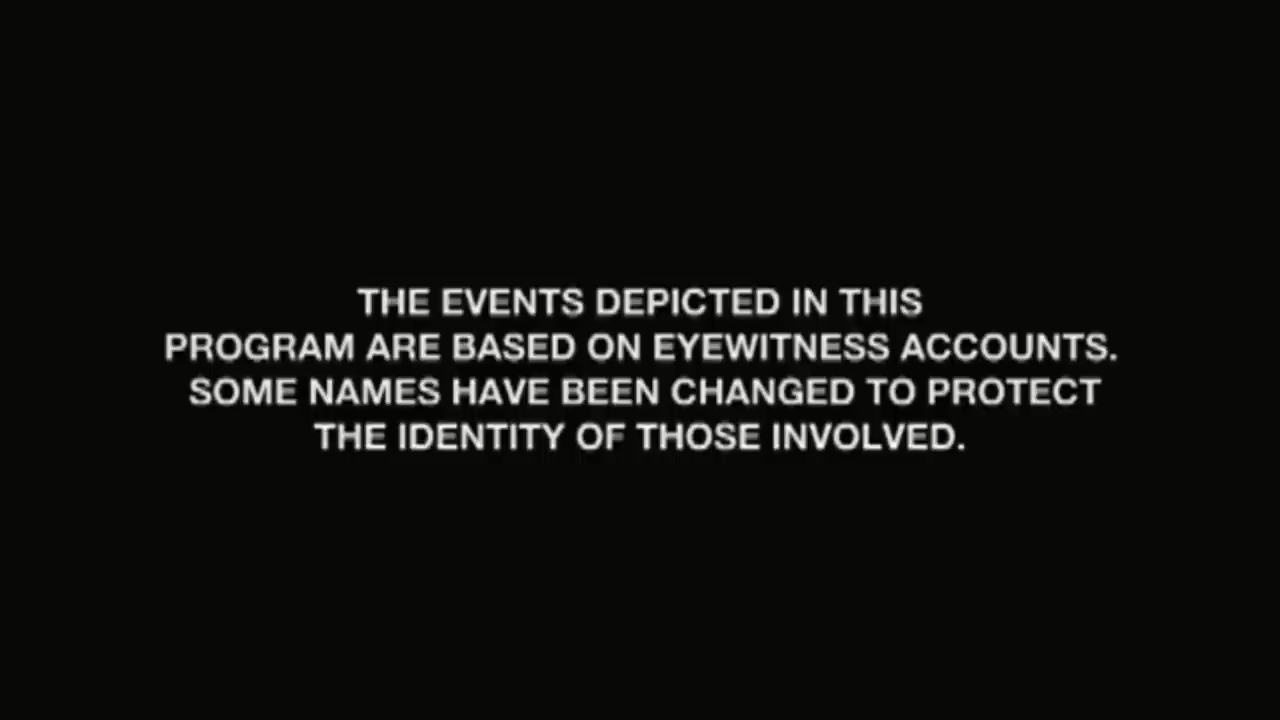 THE EVENTS DEPICTED IN THIS
PROGRAM ARE BASED ON EYEWITNESS ACCOUNTS.
SOME NAMES HAVE BEEN CHANGED TO PROTECT
THE IDENTITY OF THOSE INVOLVED.